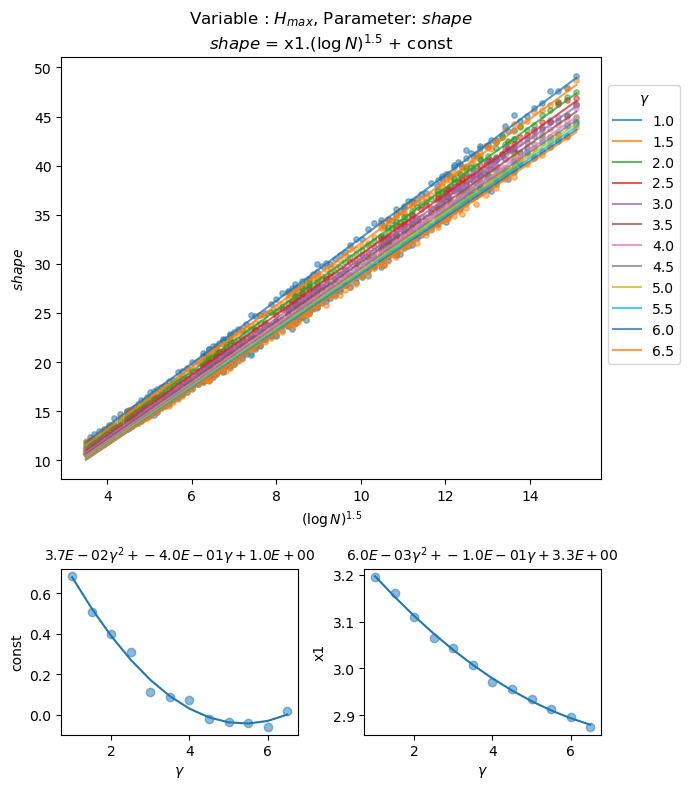 Variable : $H_{max}$, Parameter: $shape$
$shape$ = x1.$(\log N)^{1.5}$ + const
50
45
40
35
30
25
20
15
10
shape
4 6 8 10 12 14
$(\log N)^{1.5}$
γ
1.0
1.5
2.0
2.5
3.0
3.5
4.0
4.5
5.0
5.5
6.0
6.5
$3.7E-02\gamma^2+-4.0E-01\gamma+1.0E+00$
0.6
0.4
0.2
0.0
const
2 4 6
γ
$6.0E-03\gamma^2+-1.0E-01\gamma+3.3E+00$
3.2
3.1
3.0
2.9
x1
2 4 6
γ